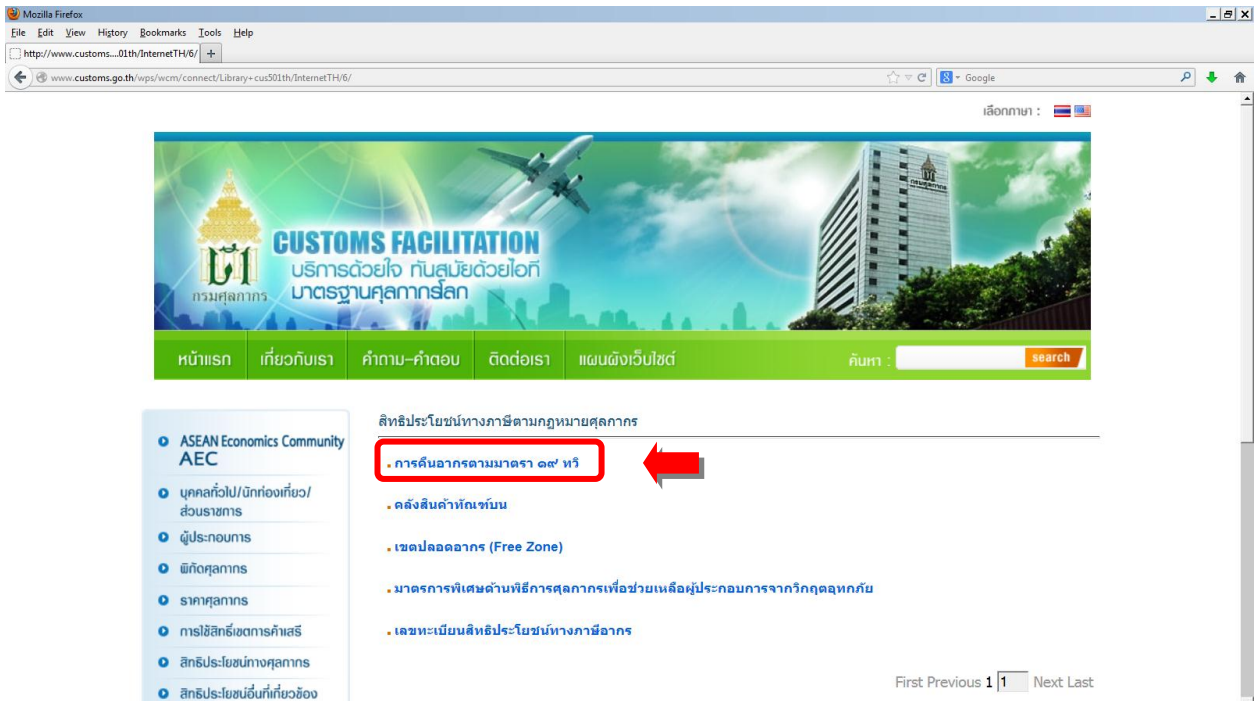 Mozilla Firefox
File Edit View History Bookmarks Tools Help
http://www.customs....01th/InternetTH/6/ +
www.customs.go.th/wps/wcm/connect/Library+cus501th/InternetTH/6/
Google
เลือกภาษา :
กรมศุลกากร
กรมศุลกากร
CUSTOMS FACILITATION
บริการด้วยใจ ทันสมัยด้วยไอที
มาตรฐานศุลกากรโลก
หน้าแรก เกี่ยวกับเรา คำถาม-คำตอบ ติดต่อเรา แผนผังเว็บไซต์ ค้นหา : search
สิทธิประโยชน์ทางภาษีตามกฎหมายศุลกากร
การคืนอากรตามมาตรา ๑๙ ทวิ
คลังสินค้าทัณฑ์บน
เขตปลอดอากร (Free Zone)
มาตรการพิเศษด้านพิธีการศุลกากรเพื่อช่วยเหลือผู้ประกอบการจากวิกฤตอุทกภัย
เลขทะเบียนสิทธิประโยชน์ทางภาษีอากร
First Previous 1 1 Next Last
ASEAN Economics Community
AEC
บุคคลทั่วไป/นักท่องเที่ยว/
ส่วนราชการ
ผู้ประกอบการ
พิกัดศุลกากร
ราคาศุลกากร
การใช้สิทธิ์เขตการค้าเสรี
สิทธิประโยชน์ทางศุลกากร
สิทธิประโยชน์อื่นที่เกี่ยวข้อง